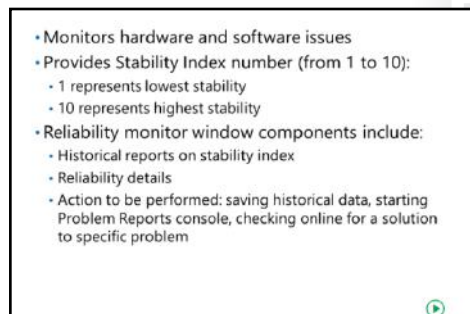 • Monitors hardware and software issues
• Provides Stability Index number (from 1 to 10):
• 1 represents lowest stability
• 10 represents highest stability
• Reliability monitor window components include:
• Historical reports on stability index
• Reliability details
• Action to be performed: saving historical data, starting
Problem Reports console, checking online for a solution
to specific problem